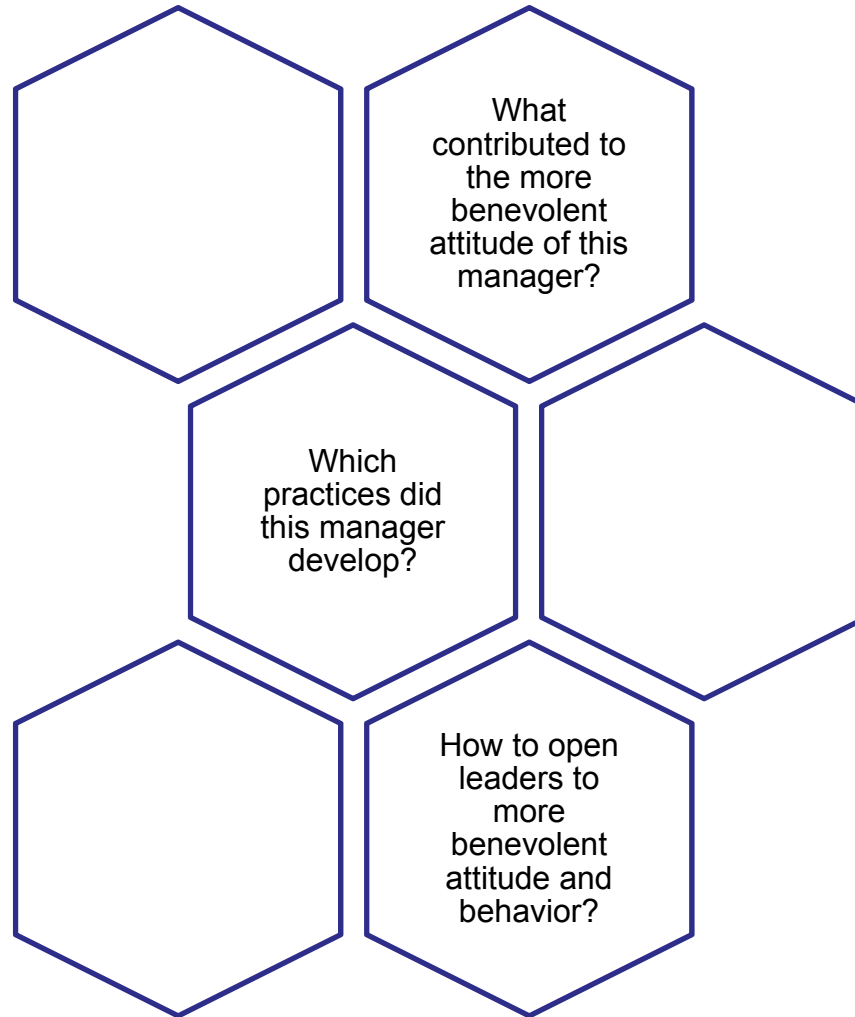 What
contributed to
the more
benevolent
attitude of this
manager?
Which
practices did
this manager
develop?
How to open
leaders to
more
benevolent
attitude and
behavior?